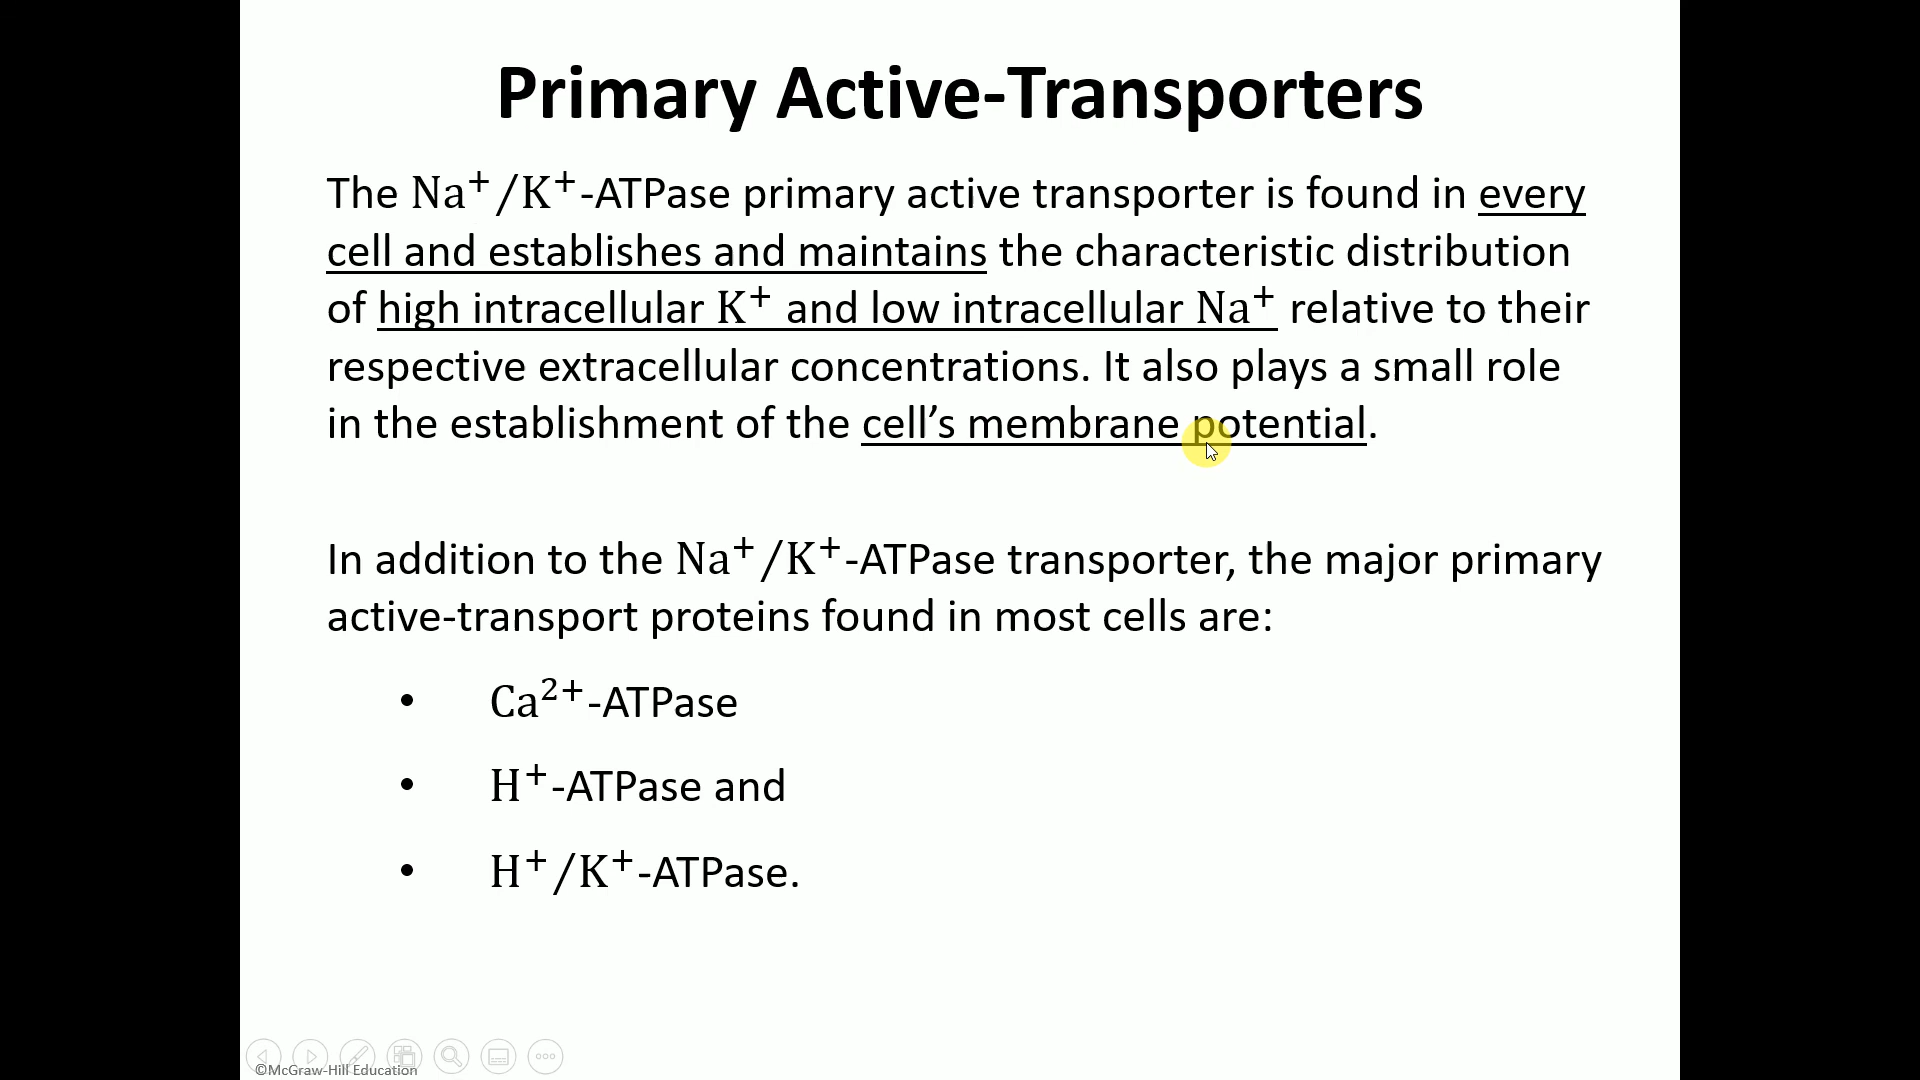 Primary Active-Transporters
The Na⁺/K⁺-ATPase primary active transporter is found in every
cell and establishes and maintains the characteristic distribution
of high intracellular K⁺ and low intracellular Na⁺ relative to their
respective extracellular concentrations. It also plays a small role
in the establishment of the cell’s membrane potential.
In addition to the Na⁺/K⁺-ATPase transporter, the major primary
active-transport proteins found in most cells are:
• Ca²⁺-ATPase
• H⁺-ATPase and
• H⁺/K⁺-ATPase.
©McGraw-Hill Education